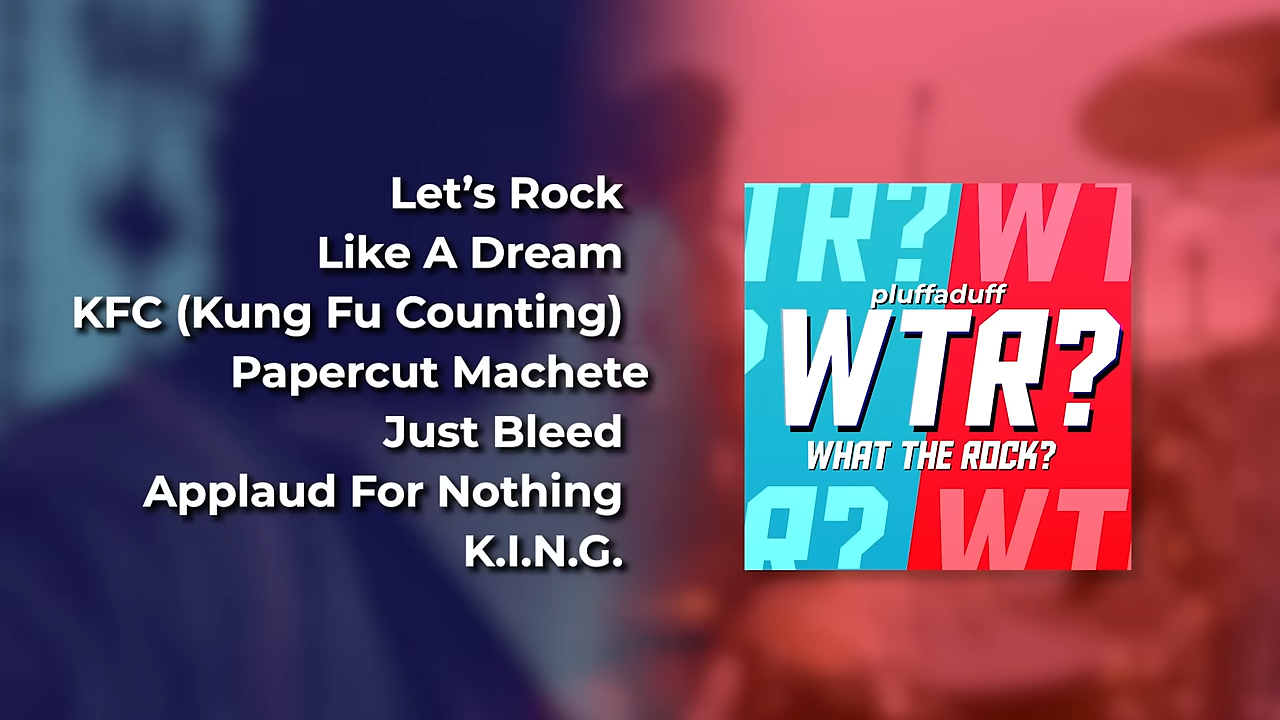 Let’s Rock
Like A Dream
KFC (Kung Fu Counting)
Papercut Machete
Just Bleed
Applaud For Nothing
K.I.N.G.
TR? WT
pluffaduff
WTR?
WHAT THE ROCK?
R? WT